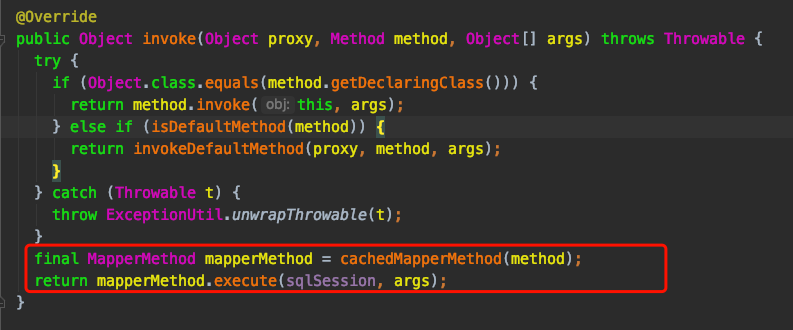 @Override
public Object invoke(Object proxy, Method method, Object[] args) throws Throwable {
  try {
    if (Object.class.equals(method.getDeclaringClass())) {
      return method.invoke( obj: this, args);
    } else if (isDefaultMethod(method)) {
      return invokeDefaultMethod(proxy, method, args);
    }
  } catch (Throwable t) {
    throw ExceptionUtil.unwrapThrowable(t);
  }
  final MapperMethod mapperMethod = cachedMapperMethod(method);
  return mapperMethod.execute(sqlSession, args);
}